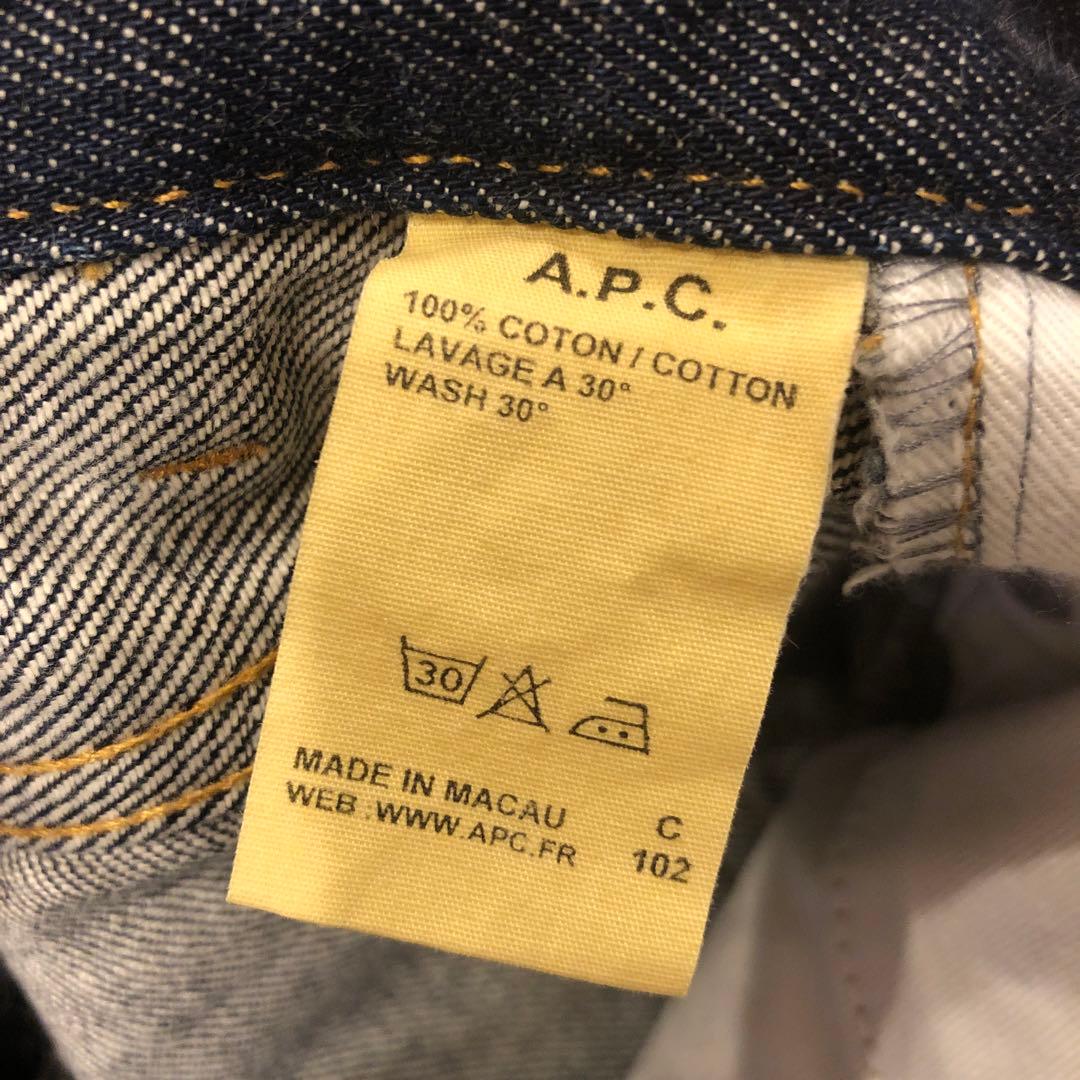 A.P.C.
100% COTON / COTTON
LAVAGE A 30°
WASH 30°
30
MADE IN MACAU C
WEB :WWW.APC.FR 102